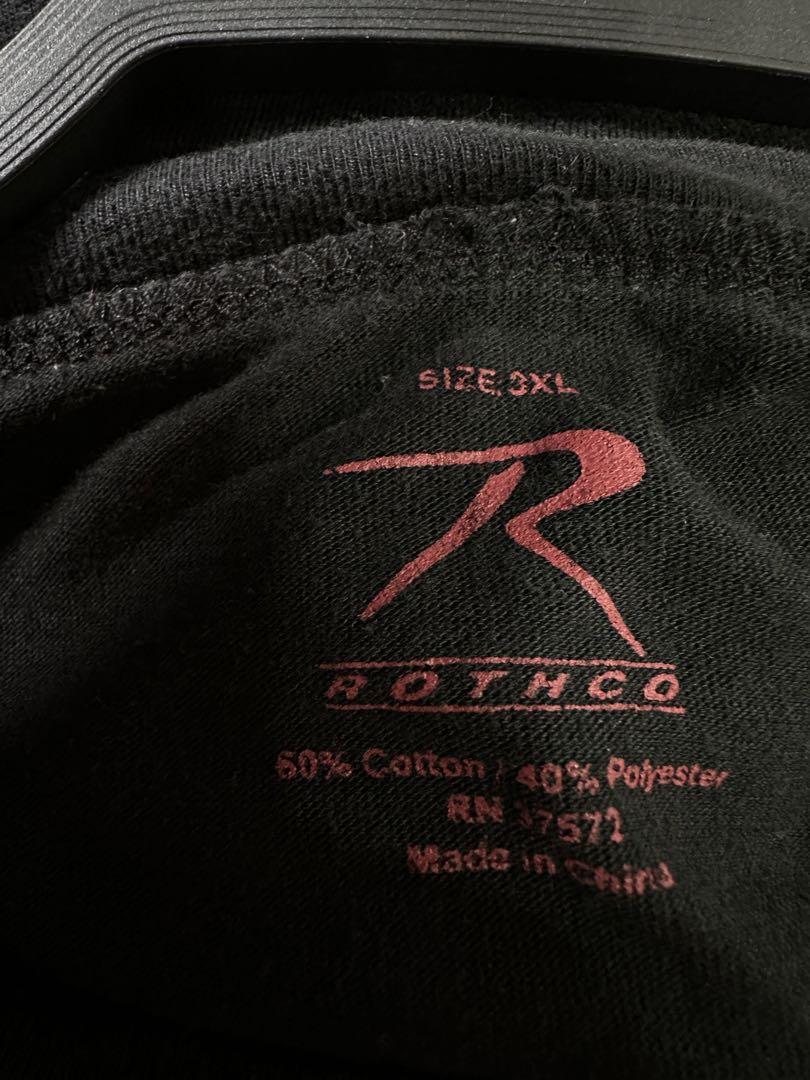 SIZE 3XL
R
ROTHCO
60% Cotton / 40% Polyester
RN 37572
Made in China